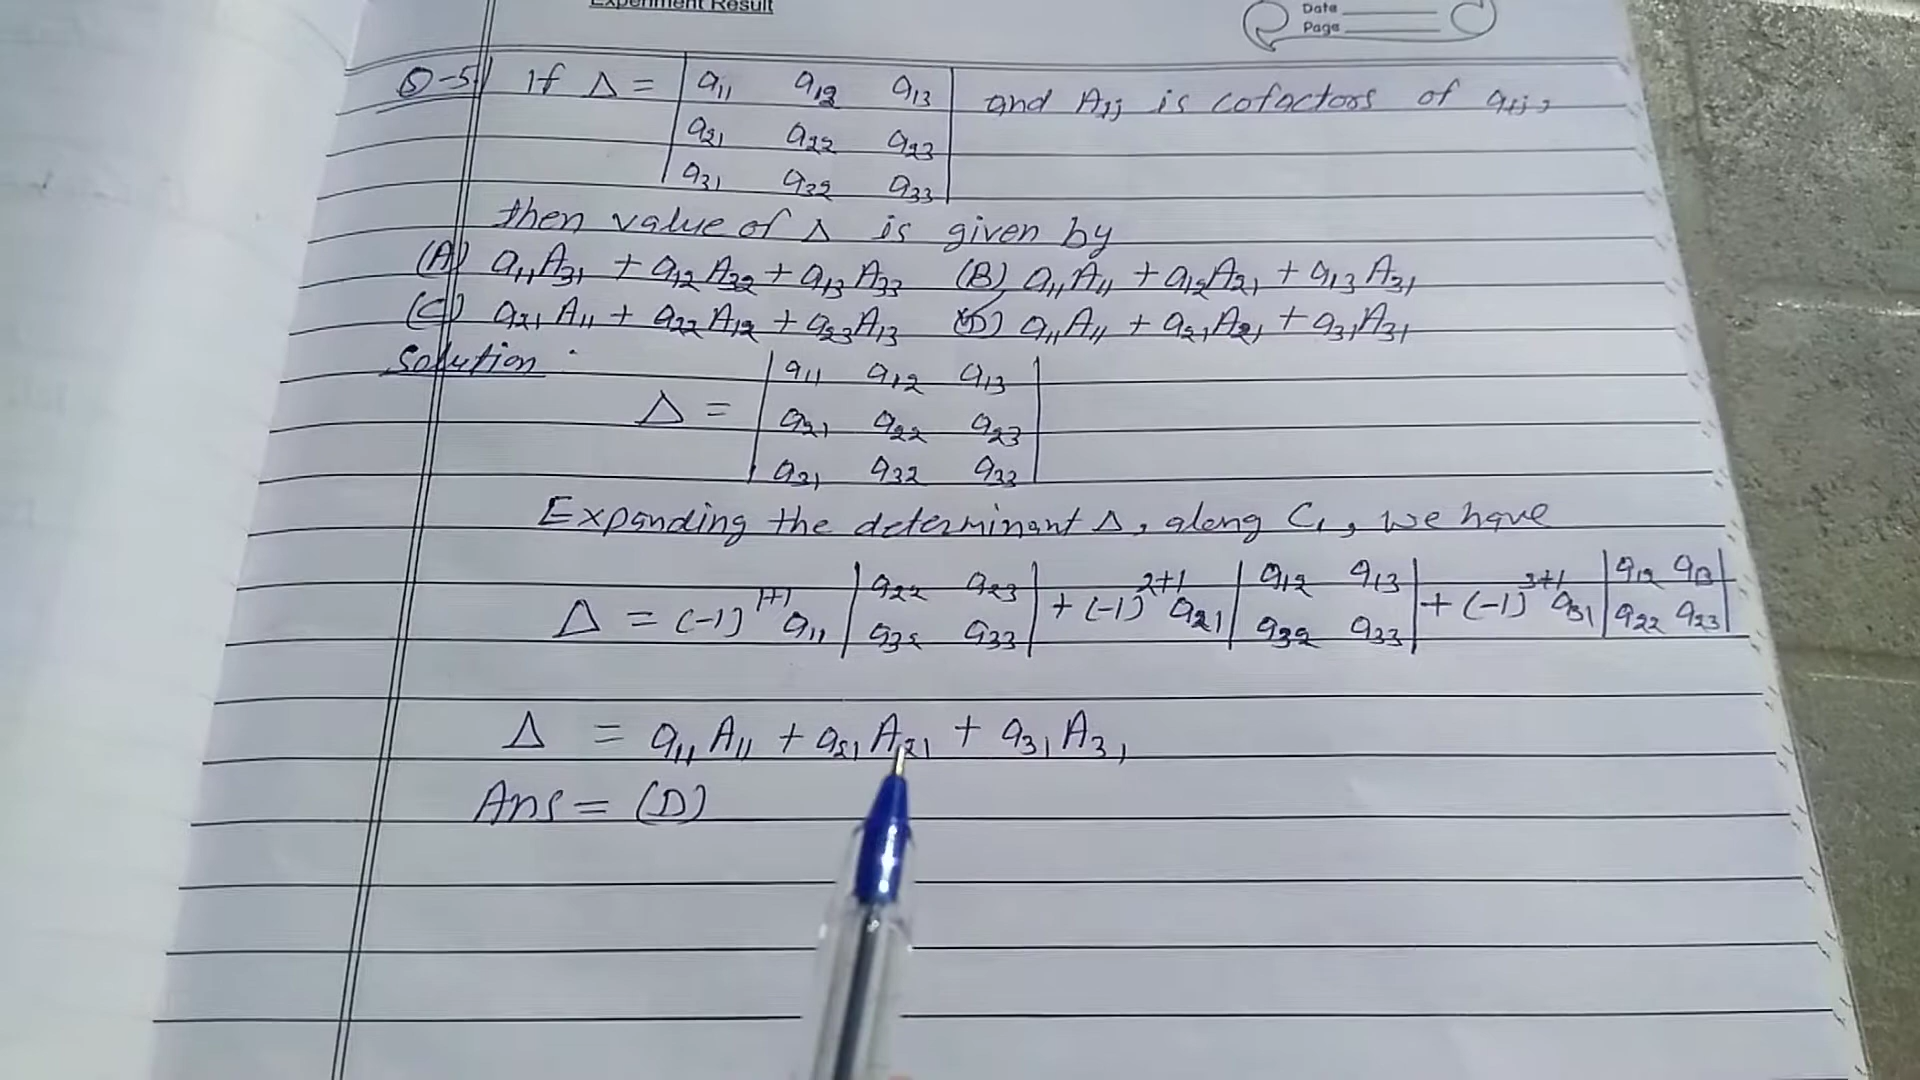 Experiment Result
Date
Page
Q-5) If Δ = | a₁₁ a₁₂ a₁₃ | and Aᵢⱼ is cofactors of aᵢⱼ,
| a₂₁ a₂₂ a₂₃ |
| a₃₁ a₃₂ a₃₃ |
then value of Δ is given by
(A) a₁₁A₃₁ + a₁₂A₃₂ + a₁₃A₃₃ (B) a₁₁A₁₁ + a₁₂A₂₁ + a₁₃A₃₁
(C) a₂₁A₁₁ + a₂₂A₁₂ + a₂₃A₁₃ (D) a₁₁A₁₁ + a₂₁A₂₁ + a₃₁A₃₁
Solution :
Δ = | a₁₁ a₁₂ a₁₃ |
| a₂₁ a₂₂ a₂₃ |
| a₃₁ a₃₂ a₃₃ |
Expanding the determinant Δ, along C₁, we have
Δ = (-1)¹⁺¹ a₁₁ | a₂₂ a₂₃ | + (-1)²⁺¹ a₂₁ | a₁₂ a₁₃ | + (-1)³⁺¹ a₃₁ | a₁₂ a₁₃ |
| a₃₂ a₃₃ | | a₃₂ a₃₃ | | a₂₂ a₂₃ |
Δ = a₁₁A₁₁ + a₂₁A₂₁ + a₃₁A₃₁
Ans = (D)